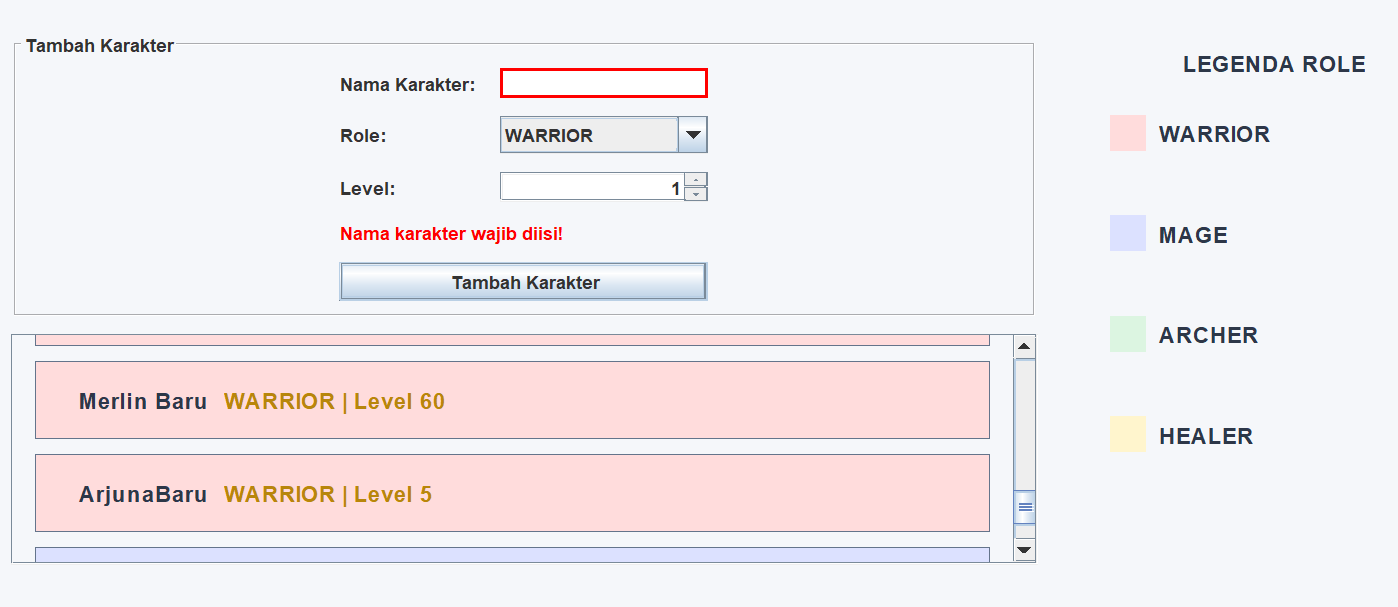 Tambah Karakter
Nama Karakter:
Role: WARRIOR
Level: 1
Nama karakter wajib diisi!
Tambah Karakter
Merlin Baru WARRIOR | Level 60
ArjunaBaru WARRIOR | Level 5
LEGENDA ROLE
WARRIOR
MAGE
ARCHER
HEALER